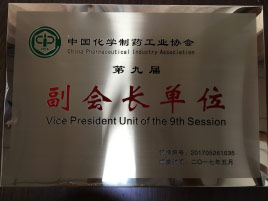 中国化学制药工业协会
China Pharmaceutical Industry Association
第九届
副会长单位
Vice President Unit of the 9th Session
二〇一七年五月